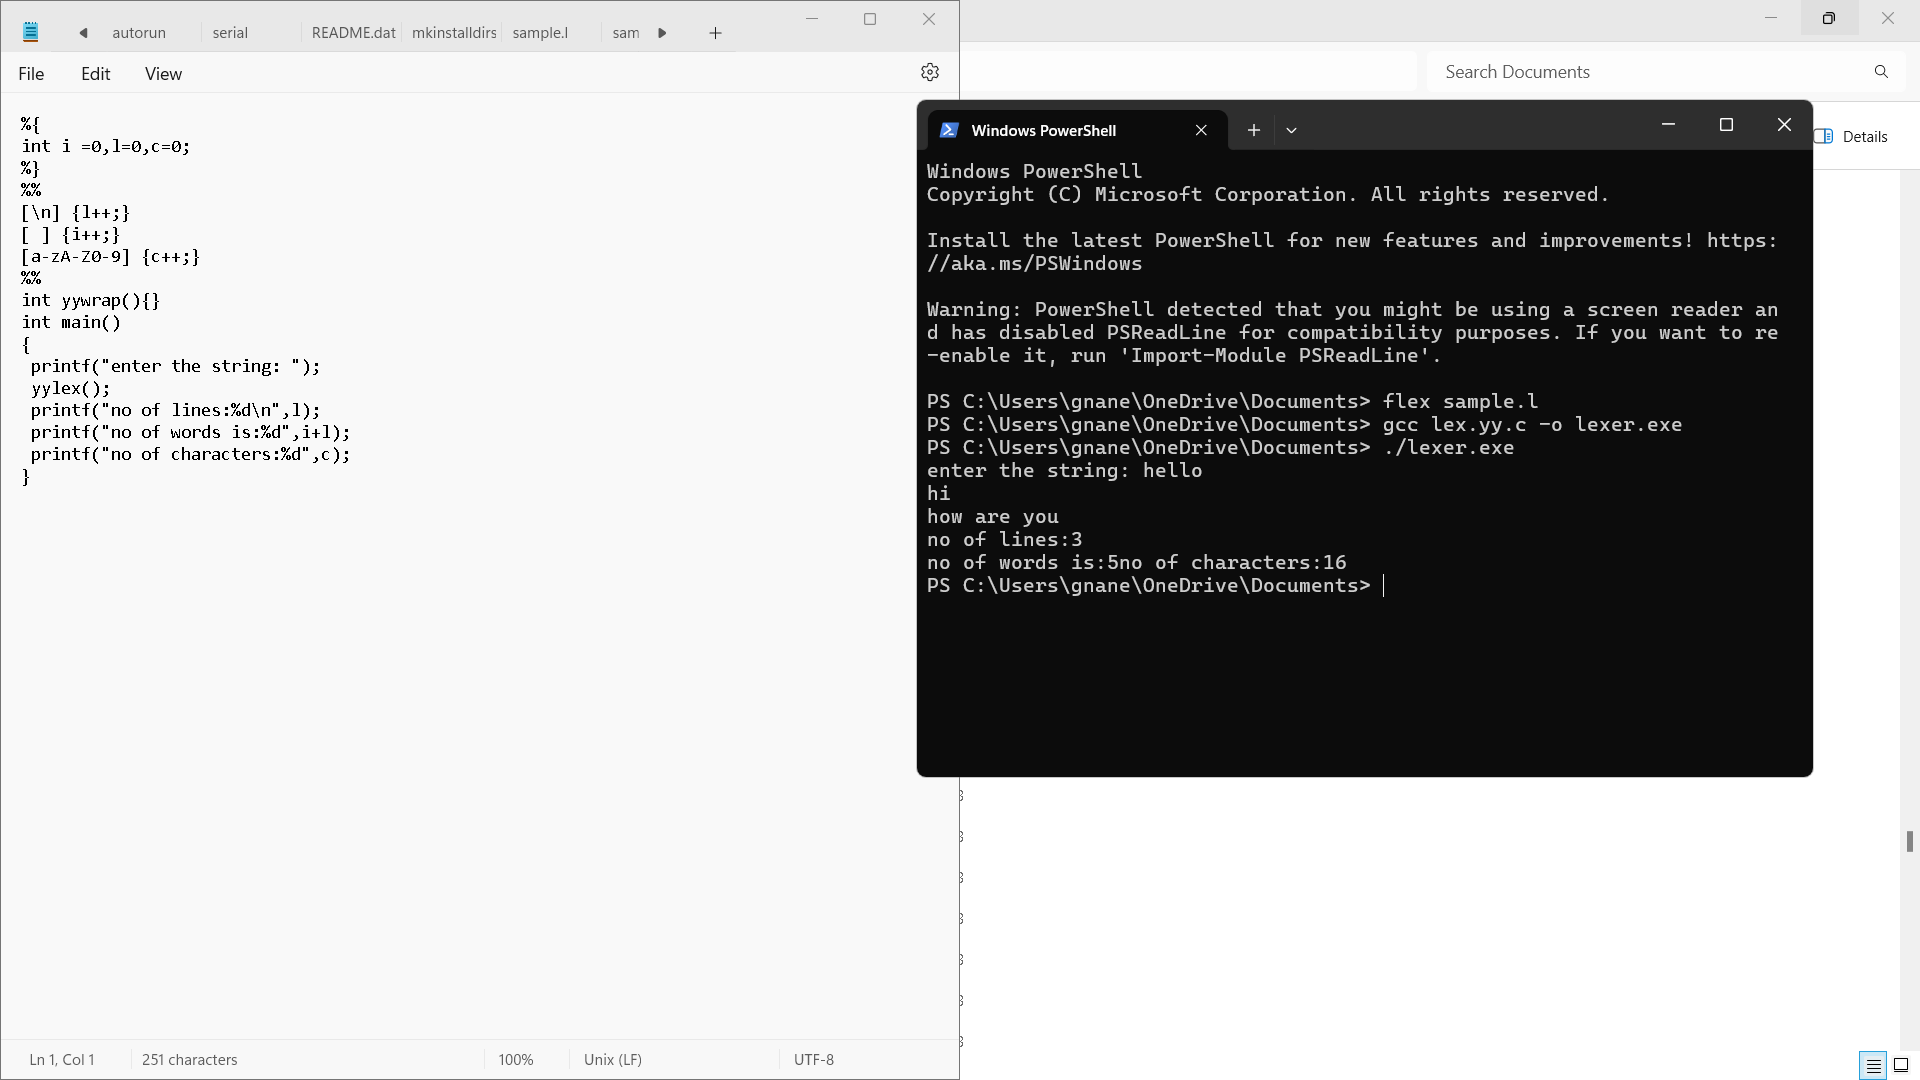 autorun
serial
README.dat
mkinstalldirs
sample.l
sam
File
Edit
View
%{
int i =0,l=0,c=0;
%}
%%
[\n] {l++;}
[ ] {i++;}
[a-zA-Z0-9] {c++;}
%%
int yywrap(){}
int main()
{
printf("enter the string: ");
yylex();
printf("no of lines:%d\n",l);
printf("no of words is:%d",i+l);
printf("no of characters:%d",c);
}
Ln 1, Col 1
251 characters
100%
Unix (LF)
UTF-8
Search Documents
Details
Windows PowerShell
Windows PowerShell
Copyright (C) Microsoft Corporation. All rights reserved.
Install the latest PowerShell for new features and improvements! https:
//aka.ms/PSWindows
Warning: PowerShell detected that you might be using a screen reader an
d has disabled PSReadLine for compatibility purposes. If you want to re
-enable it, run 'Import-Module PSReadLine'.
PS C:\Users\gnane\OneDrive\Documents> flex sample.l
PS C:\Users\gnane\OneDrive\Documents> gcc lex.yy.c -o lexer.exe
PS C:\Users\gnane\OneDrive\Documents> ./lexer.exe
enter the string: hello
hi
how are you
no of lines:3
no of words is:5no of characters:16
PS C:\Users\gnane\OneDrive\Documents>